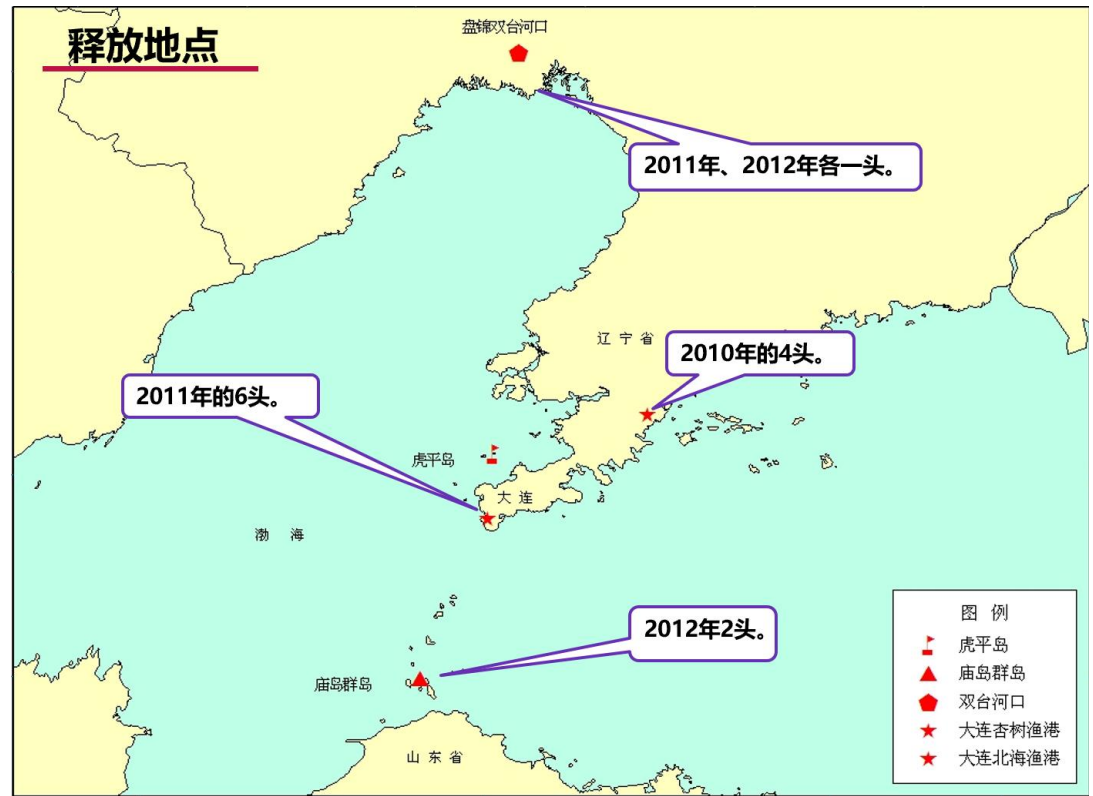 释放地点
盘锦双台河口
2011年、2012年各一头。
辽宁省
2010年的4头。
2011年的6头。
虎平岛
大连
渤海
2012年2头。
庙岛群岛
山东省
图例
虎平岛
庙岛群岛
双台河口
大连杏树渔港
大连北海渔港